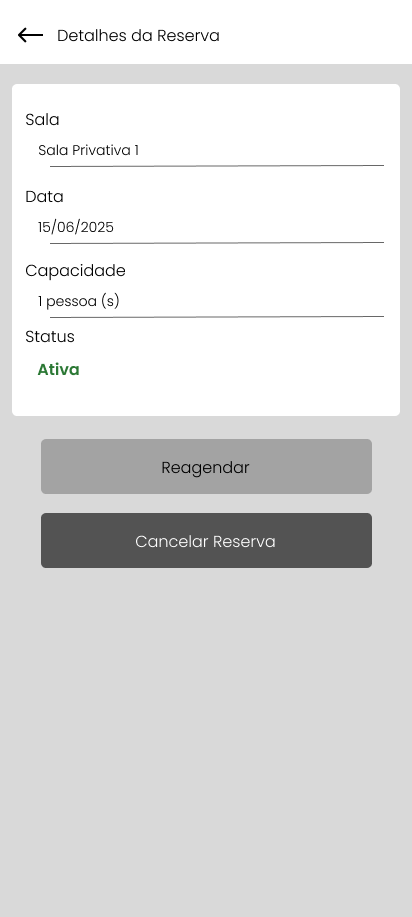 Detalhes da Reserva
Sala
Sala Privativa 1
Data
15/06/2025
Capacidade
1 pessoa (s)
Status
Ativa
Reagendar
Cancelar Reserva